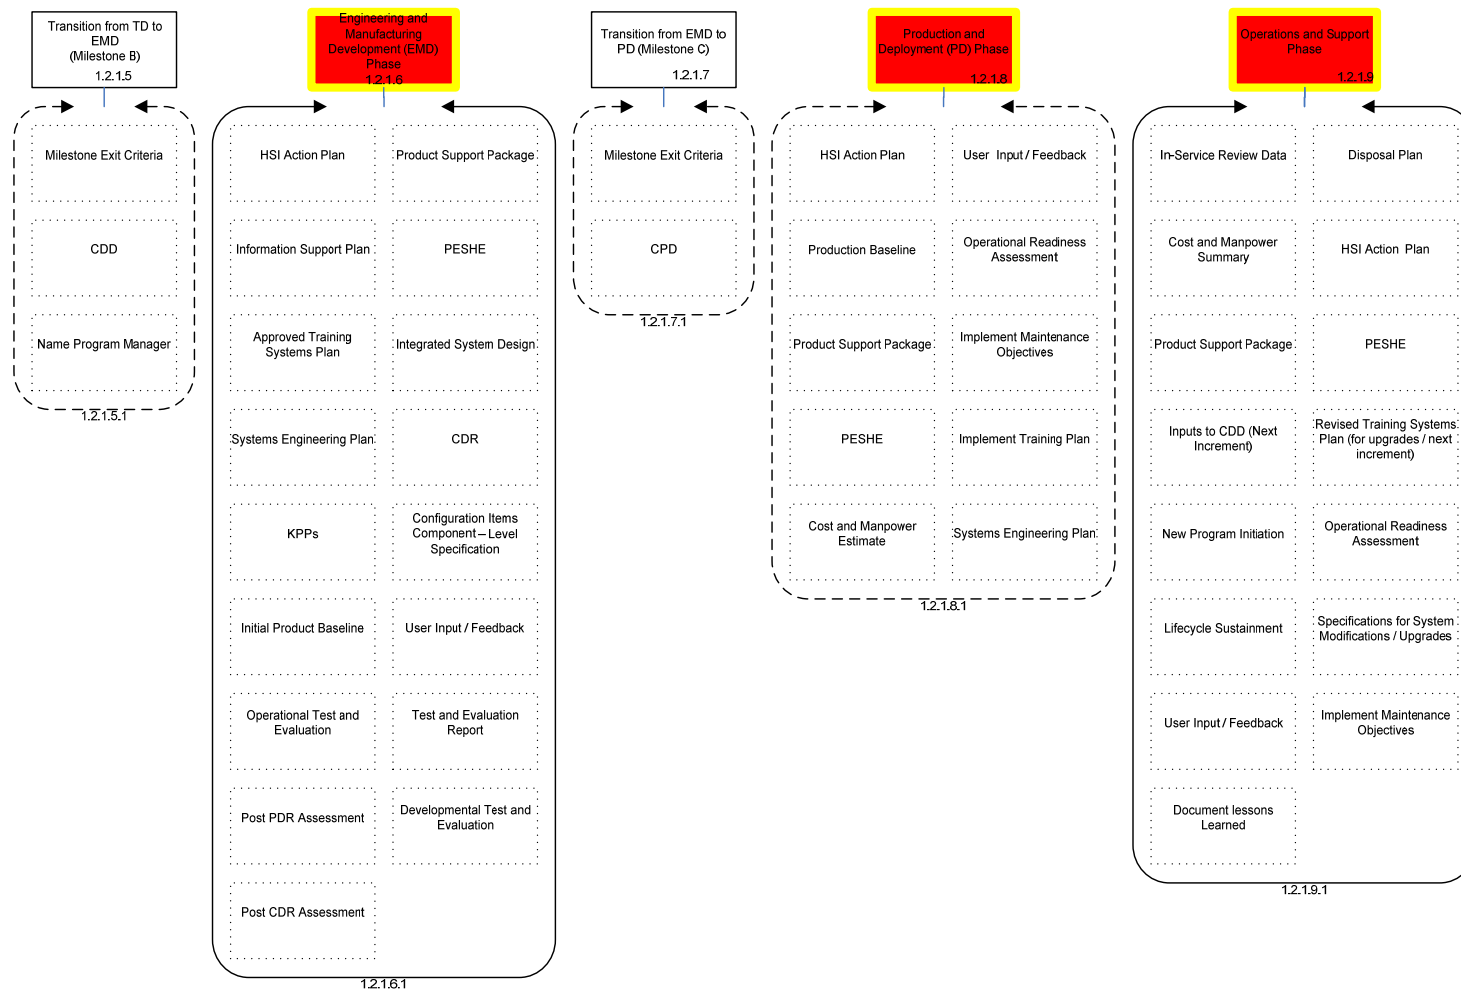 Transition from TD to
EMD
(Milestone B)
1.2.1.5
Milestone Exit Criteria
CDD
Name Program Manager
1.2.1.5.1
Engineering and
Manufacturing
Development (EMD)
Phase
1.2.1.6
HSI Action Plan
Product Support Package
Information Support Plan
PESHE
Approved Training
Systems Plan
Integrated System Design
Systems Engineering Plan
CDR
KPPs
Configuration Items
Component – Level
Specification
Initial Product Baseline
User Input / Feedback
Operational Test and
Evaluation
Test and Evaluation
Report
Post PDR Assessment
Developmental Test and
Evaluation
Post CDR Assessment
1.2.1.6.1
Transition from EMD to
PD (Milestone C)
1.2.1.7
Milestone Exit Criteria
CPD
1.2.1.7.1
Production and
Deployment (PD) Phase
1.2.1.8
HSI Action Plan
User Input / Feedback
Production Baseline
Operational Readiness
Assessment
Product Support Package
Implement Maintenance
Objectives
PESHE
Implement Training Plan
Cost and Manpower
Estimate
Systems Engineering Plan
1.2.1.8.1
Operations and Support
Phase
1.2.1.9
In-Service Review Data
Disposal Plan
Cost and Manpower
Summary
HSI Action Plan
Product Support Package
PESHE
Inputs to CDD (Next
Increment)
Revised Training Systems
Plan (for upgrades / next
increment)
New Program Initiation
Operational Readiness
Assessment
Lifecycle Sustainment
Specifications for System
Modifications / Upgrades
User Input / Feedback
Implement Maintenance
Objectives
Document lessons
Learned
1.2.1.9.1